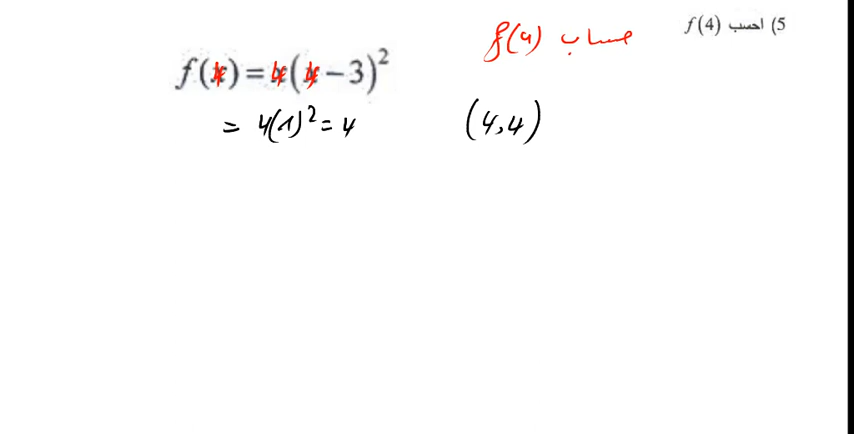 5) احسب f(4)
حساب f(4)
f(x) = x(x − 3)²
= 4(1)² = 4
(4,4)